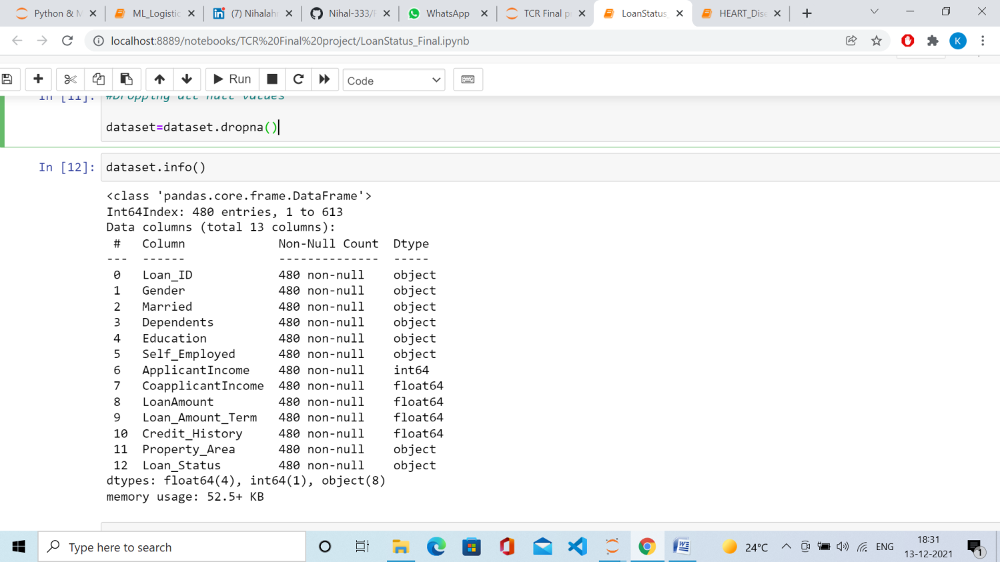 Python & M
ML_Logistic
(7) Nihalahm
Nihal-333/F
WhatsApp
TCR Final p
LoanStatus_
HEART_Dise
localhost:8889/notebooks/TCR%20Final%20project/LoanStatus_Final.ipynb
K
Run
Code
In [11]: #Dropping all null values
dataset=dataset.dropna()
In [12]: dataset.info()
<class 'pandas.core.frame.DataFrame'>
Int64Index: 480 entries, 1 to 613
Data columns (total 13 columns):
# Column Non-Null Count Dtype
--- ------ -------------- -----
0 Loan_ID 480 non-null object
1 Gender 480 non-null object
2 Married 480 non-null object
3 Dependents 480 non-null object
4 Education 480 non-null object
5 Self_Employed 480 non-null object
6 ApplicantIncome 480 non-null int64
7 CoapplicantIncome 480 non-null float64
8 LoanAmount 480 non-null float64
9 Loan_Amount_Term 480 non-null float64
10 Credit_History 480 non-null float64
11 Property_Area 480 non-null object
12 Loan_Status 480 non-null object
dtypes: float64(4), int64(1), object(8)
memory usage: 52.5+ KB
Type here to search
24°C
ENG
18:31
13-12-2021
1